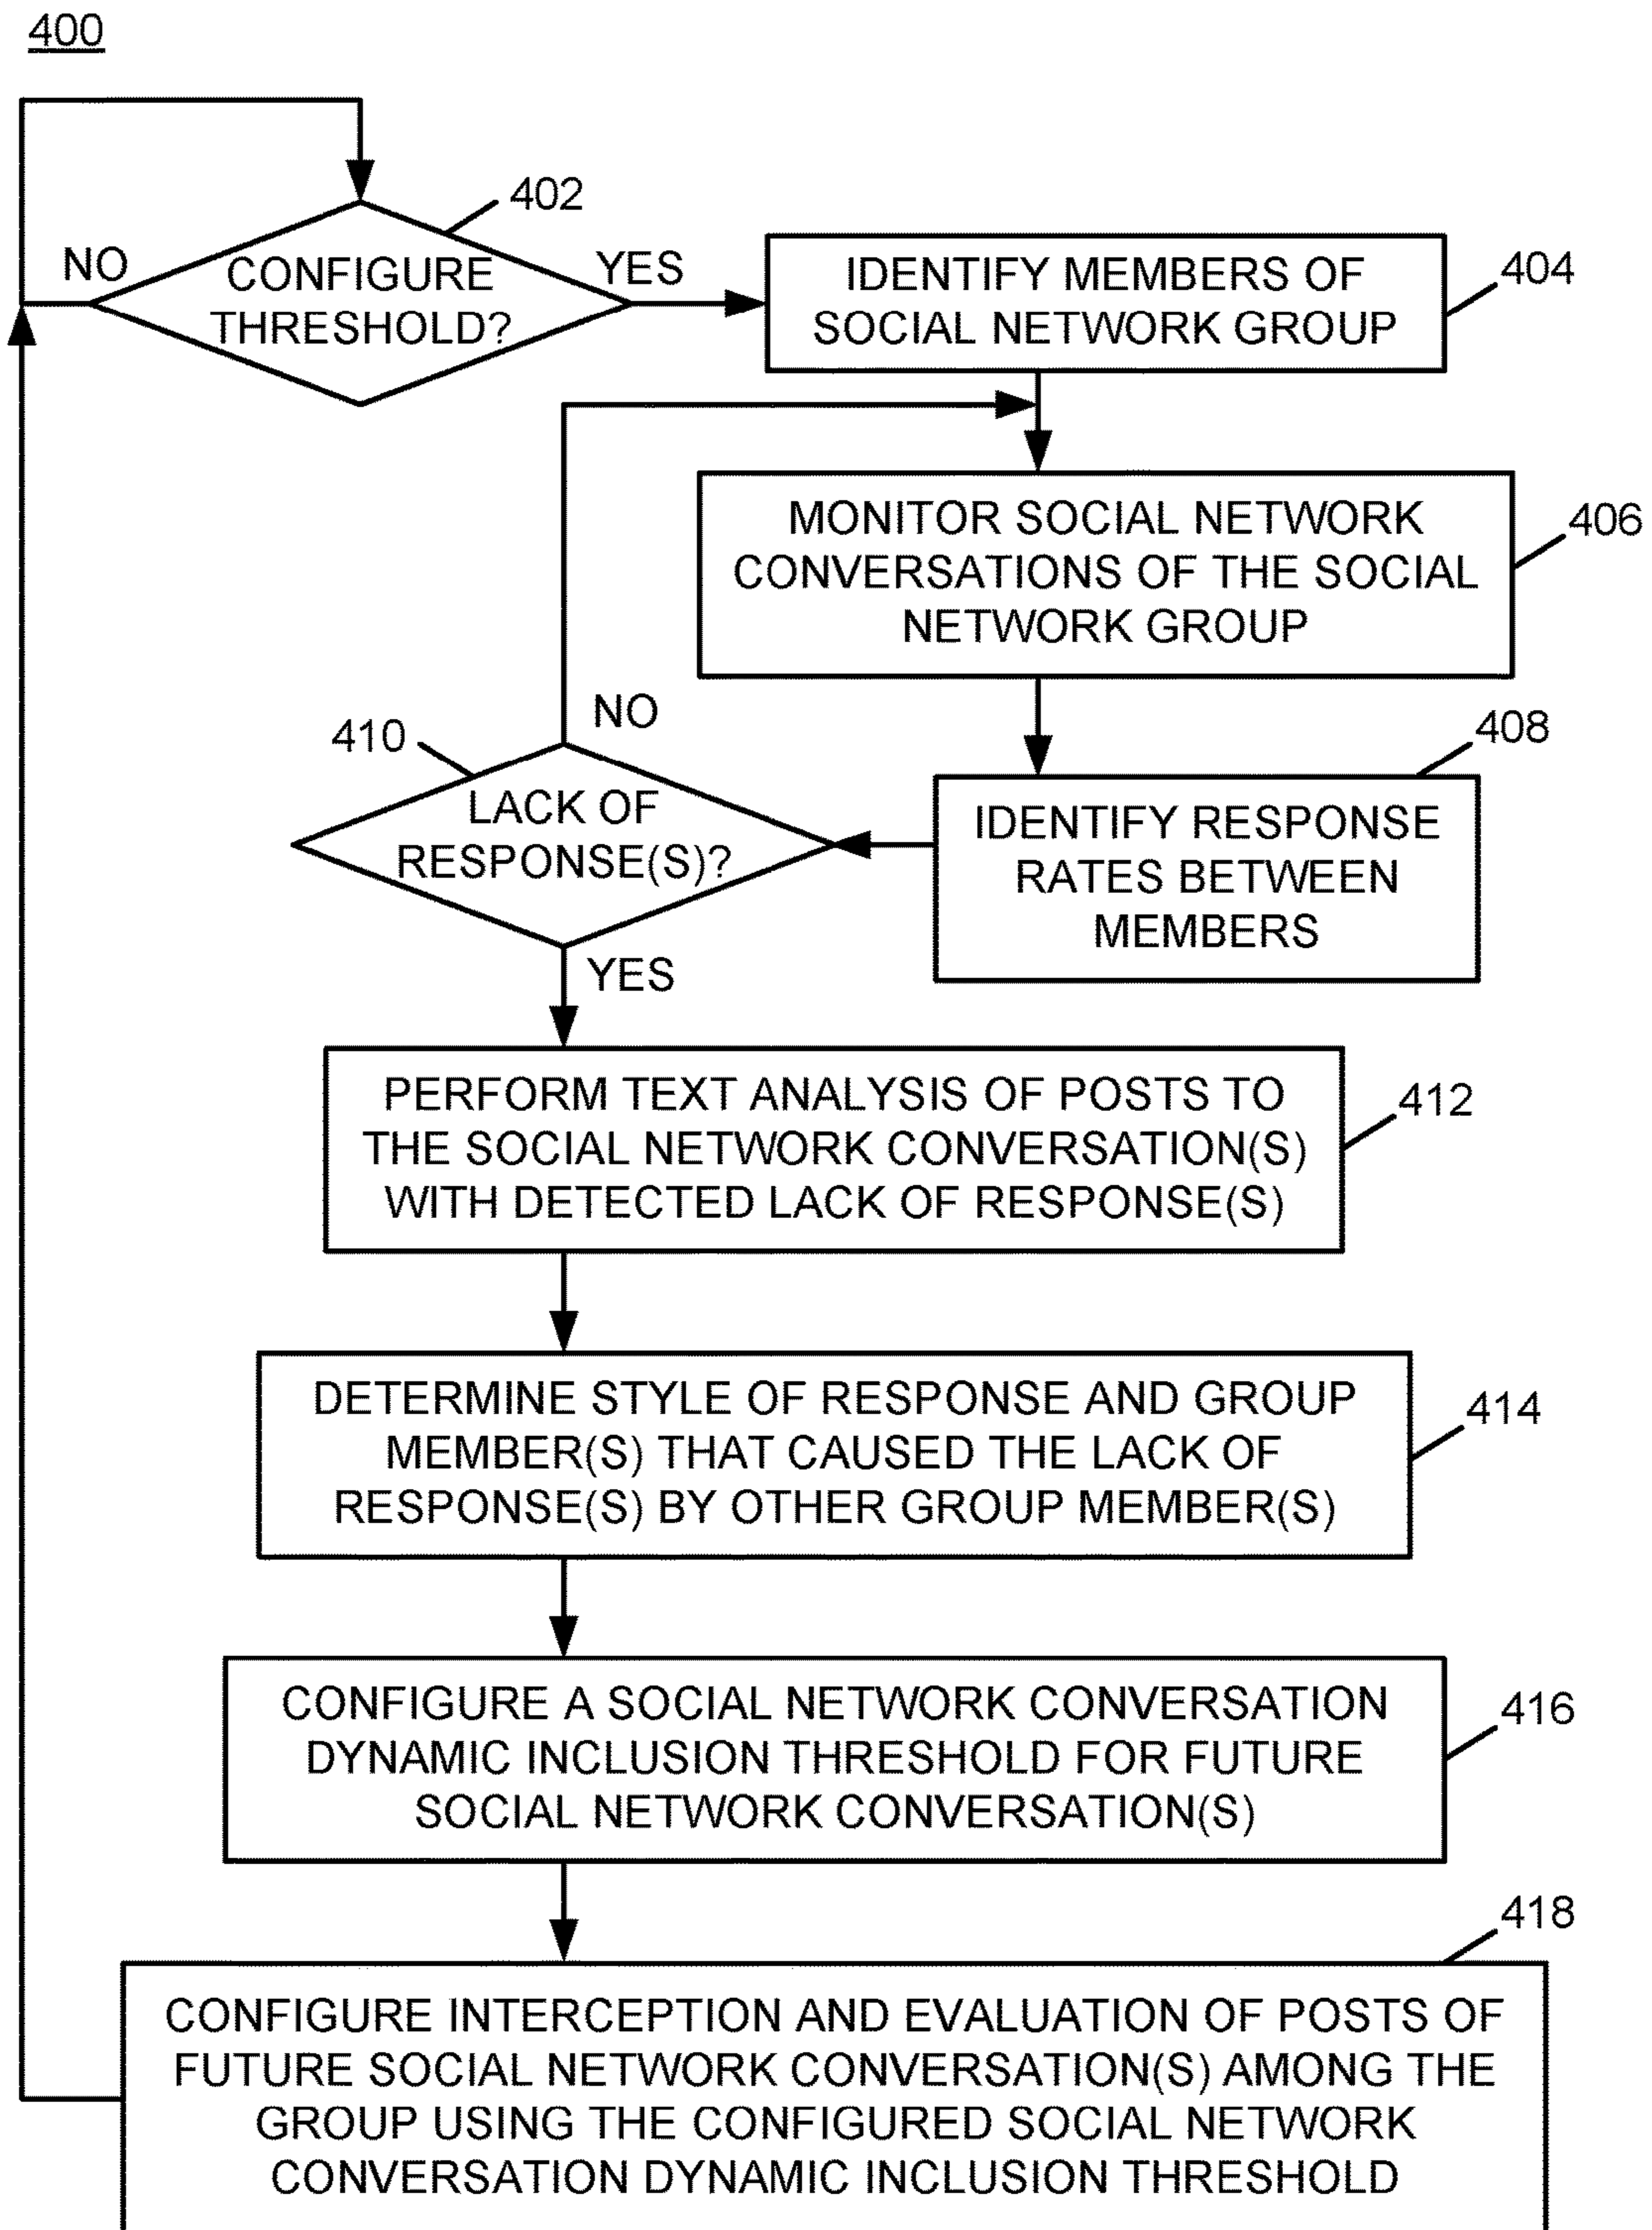 400
402
NO
CONFIGURE
THRESHOLD?
YES
IDENTIFY MEMBERS OF
SOCIAL NETWORK GROUP
404
MONITOR SOCIAL NETWORK
CONVERSATIONS OF THE SOCIAL
NETWORK GROUP
406
408
IDENTIFY RESPONSE
RATES BETWEEN
MEMBERS
NO
410
LACK OF
RESPONSE(S)?
YES
PERFORM TEXT ANALYSIS OF POSTS TO
THE SOCIAL NETWORK CONVERSATION(S)
WITH DETECTED LACK OF RESPONSE(S)
412
DETERMINE STYLE OF RESPONSE AND GROUP
MEMBER(S) THAT CAUSED THE LACK OF
RESPONSE(S) BY OTHER GROUP MEMBER(S)
414
CONFIGURE A SOCIAL NETWORK CONVERSATION
DYNAMIC INCLUSION THRESHOLD FOR FUTURE
SOCIAL NETWORK CONVERSATION(S)
416
418
CONFIGURE INTERCEPTION AND EVALUATION OF POSTS OF
FUTURE SOCIAL NETWORK CONVERSATION(S) AMONG THE
GROUP USING THE CONFIGURED SOCIAL NETWORK
CONVERSATION DYNAMIC INCLUSION THRESHOLD